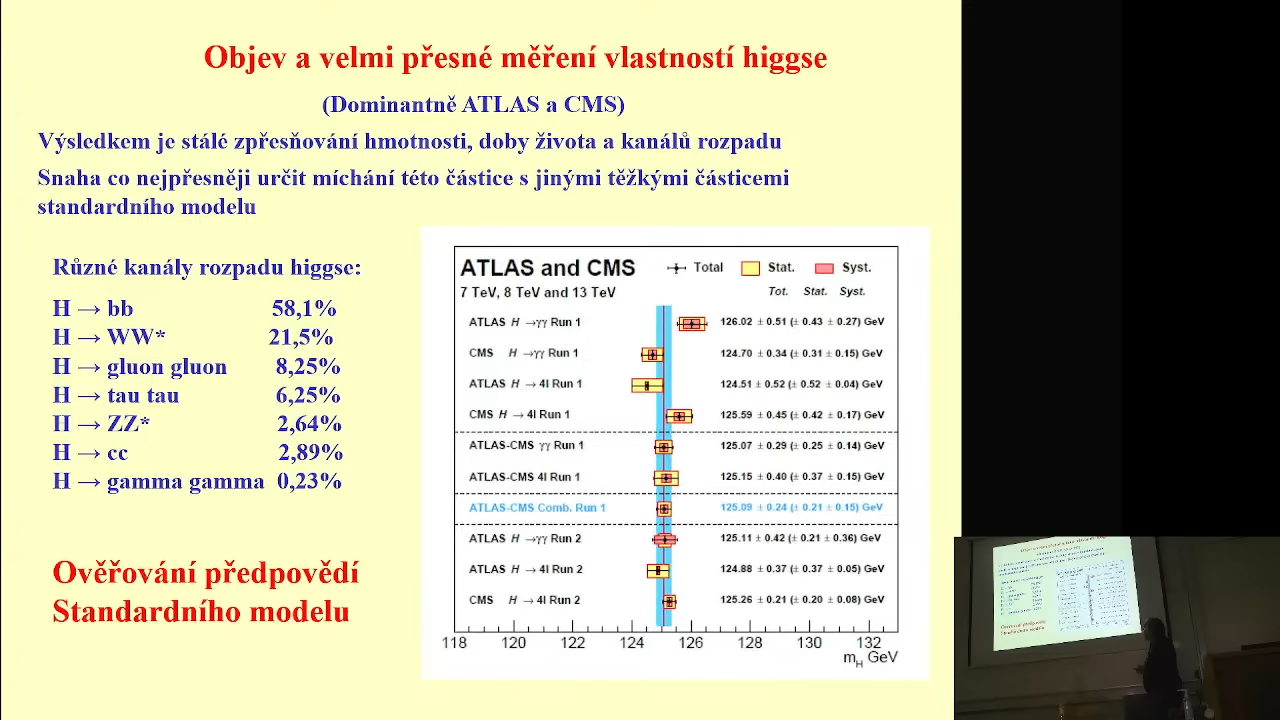 Objev a velmi přesné měření vlastností higgse
(Dominantně ATLAS a CMS)
Výsledkem je stálé zpřesňování hmotnosti, doby života a kanálů rozpadu
Snaha co nejpřesněji určit míchání této částice s jinými těžkými částicemi
standardního modelu
Různé kanály rozpadu higgse:
H → bb 58,1%
H → WW* 21,5%
H → gluon gluon 8,25%
H → tau tau 6,25%
H → ZZ* 2,64%
H → cc 2,89%
H → gamma gamma 0,23%
Ověřování předpovědí
Standardního modelu
ATLAS and CMS Total Stat. Syst.
7 TeV, 8 TeV and 13 TeV Tot. Stat. Syst.
ATLAS H →γγ Run 1 126.02 ± 0.51 (± 0.43 ± 0.27) GeV
CMS H →γγ Run 1 124.70 ± 0.34 (± 0.31 ± 0.15) GeV
ATLAS H → 4l Run 1 124.51 ± 0.52 (± 0.52 ± 0.04) GeV
CMS H → 4l Run 1 125.59 ± 0.45 (± 0.42 ± 0.17) GeV
ATLAS-CMS γγ Run 1 125.07 ± 0.29 (± 0.25 ± 0.14) GeV
ATLAS-CMS 4l Run 1 125.15 ± 0.40 (± 0.37 ± 0.15) GeV
ATLAS-CMS Comb. Run 1 125.09 ± 0.24 (± 0.21 ± 0.15) GeV
ATLAS H →γγ Run 2 125.11 ± 0.42 (± 0.21 ± 0.36) GeV
ATLAS H → 4l Run 2 124.88 ± 0.37 (± 0.37 ± 0.05) GeV
CMS H → 4l Run 2 125.26 ± 0.21 (± 0.20 ± 0.08) GeV
118 120 122 124 126 128 130 132
mH GeV